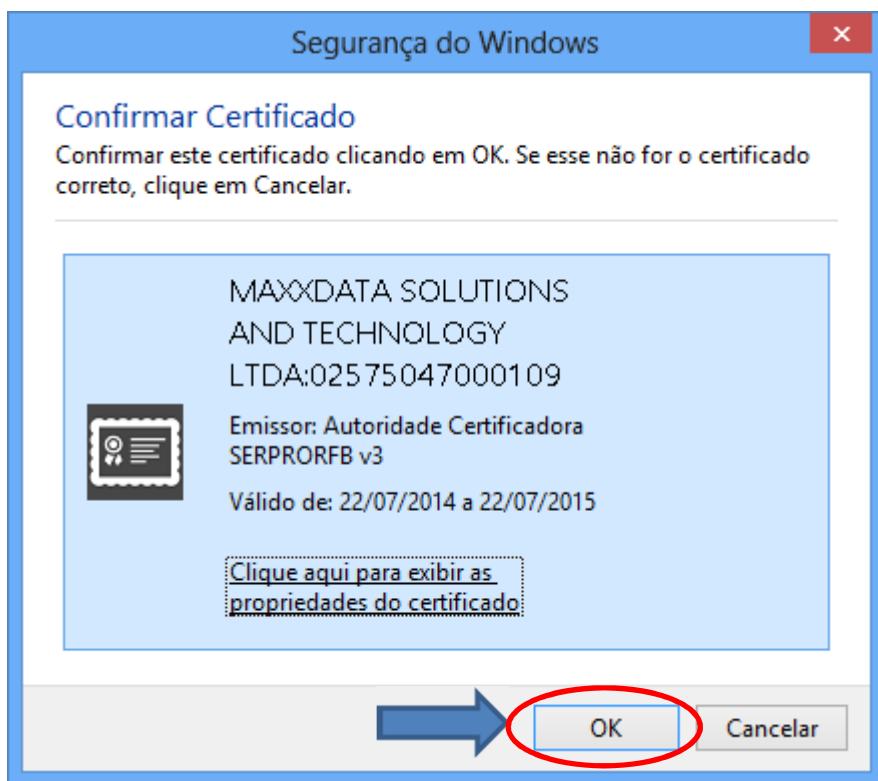 Segurança do Windows
Confirmar Certificado
Confirmar este certificado clicando em OK. Se esse não for o certificado
correto, clique em Cancelar.
MAXXDATA SOLUTIONS
AND TECHNOLOGY
LTDA:02575047000109
Emissor: Autoridade Certificadora
SERPRORFB v3
Válido de: 22/07/2014 a 22/07/2015
Clique aqui para exibir as
propriedades do certificado
OK
Cancelar